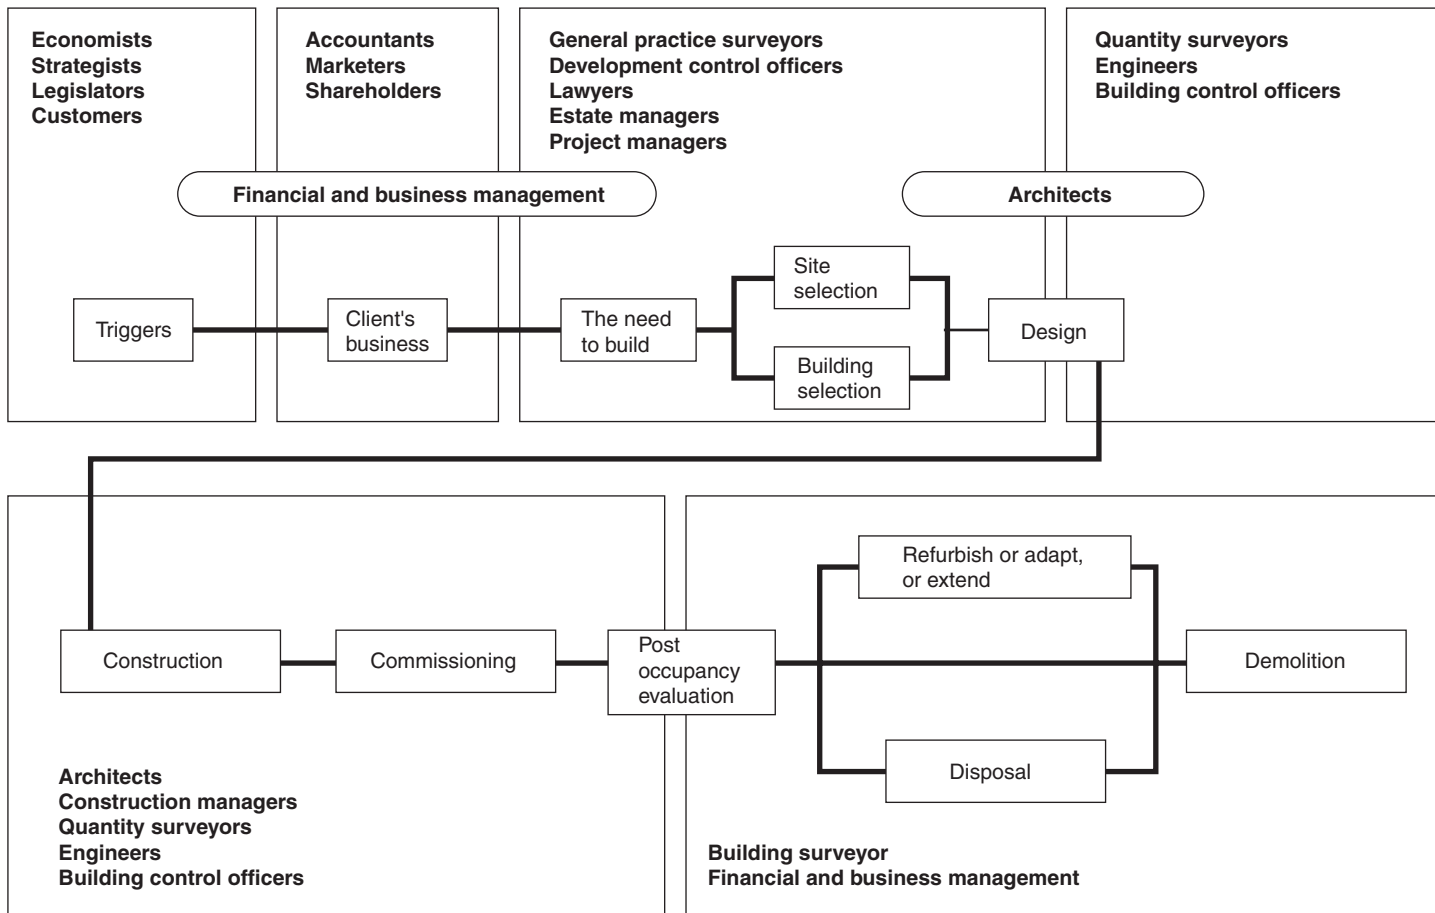 Economists
Strategists
Legislators
Customers
Accountants
Marketers
Shareholders
General practice surveyors
Development control officers
Lawyers
Estate managers
Project managers
Quantity surveyors
Engineers
Building control officers
Financial and business management
Architects
Triggers
Client's
business
The need
to build
Site
selection
Building
selection
Design
Construction
Commissioning
Post
occupancy
evaluation
Refurbish or adapt,
or extend
Disposal
Demolition
Architects
Construction managers
Quantity surveyors
Engineers
Building control officers
Building surveyor
Financial and business management